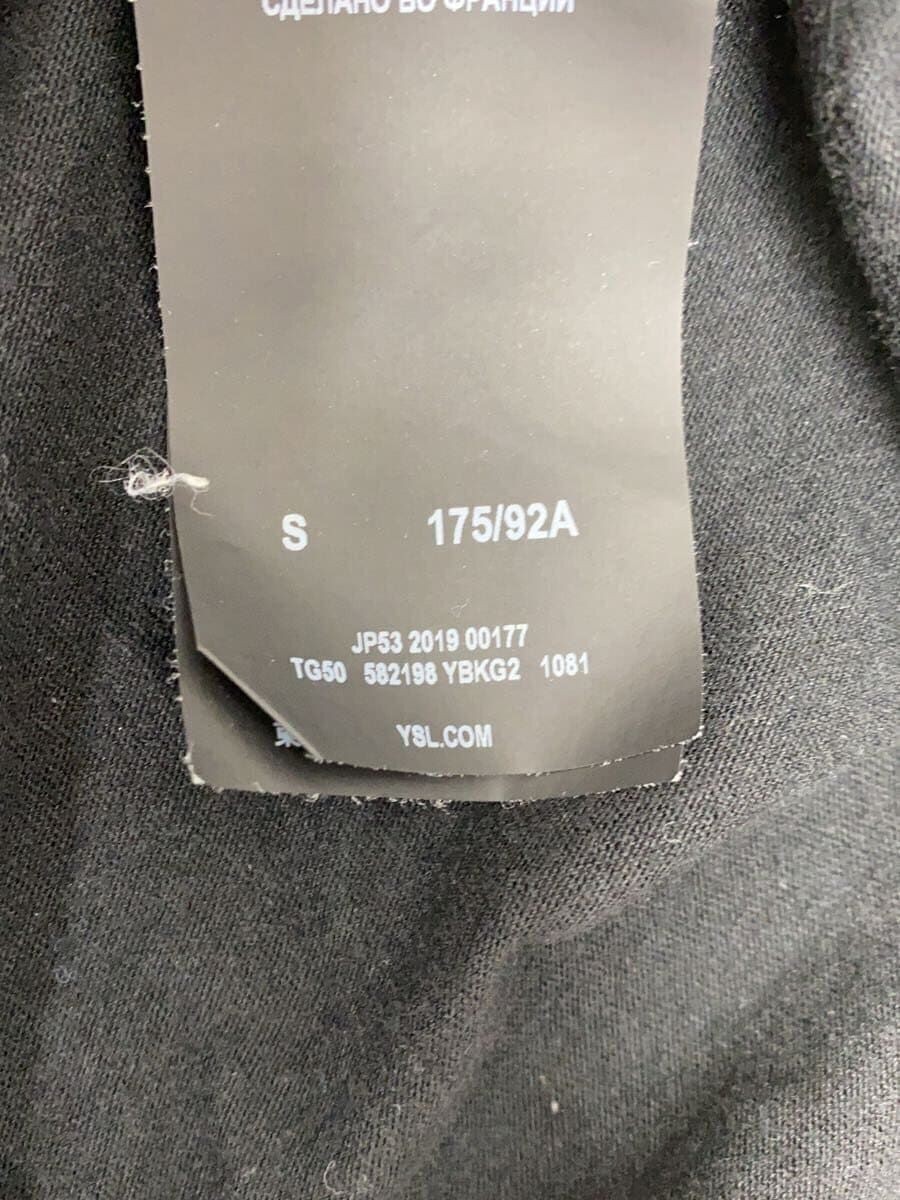 СДЕЛАНО ВО ФРАНЦИИ
S 175/92A
JP53 2019 00177
TG50 582198 YBKG2 1081
YSL.COM